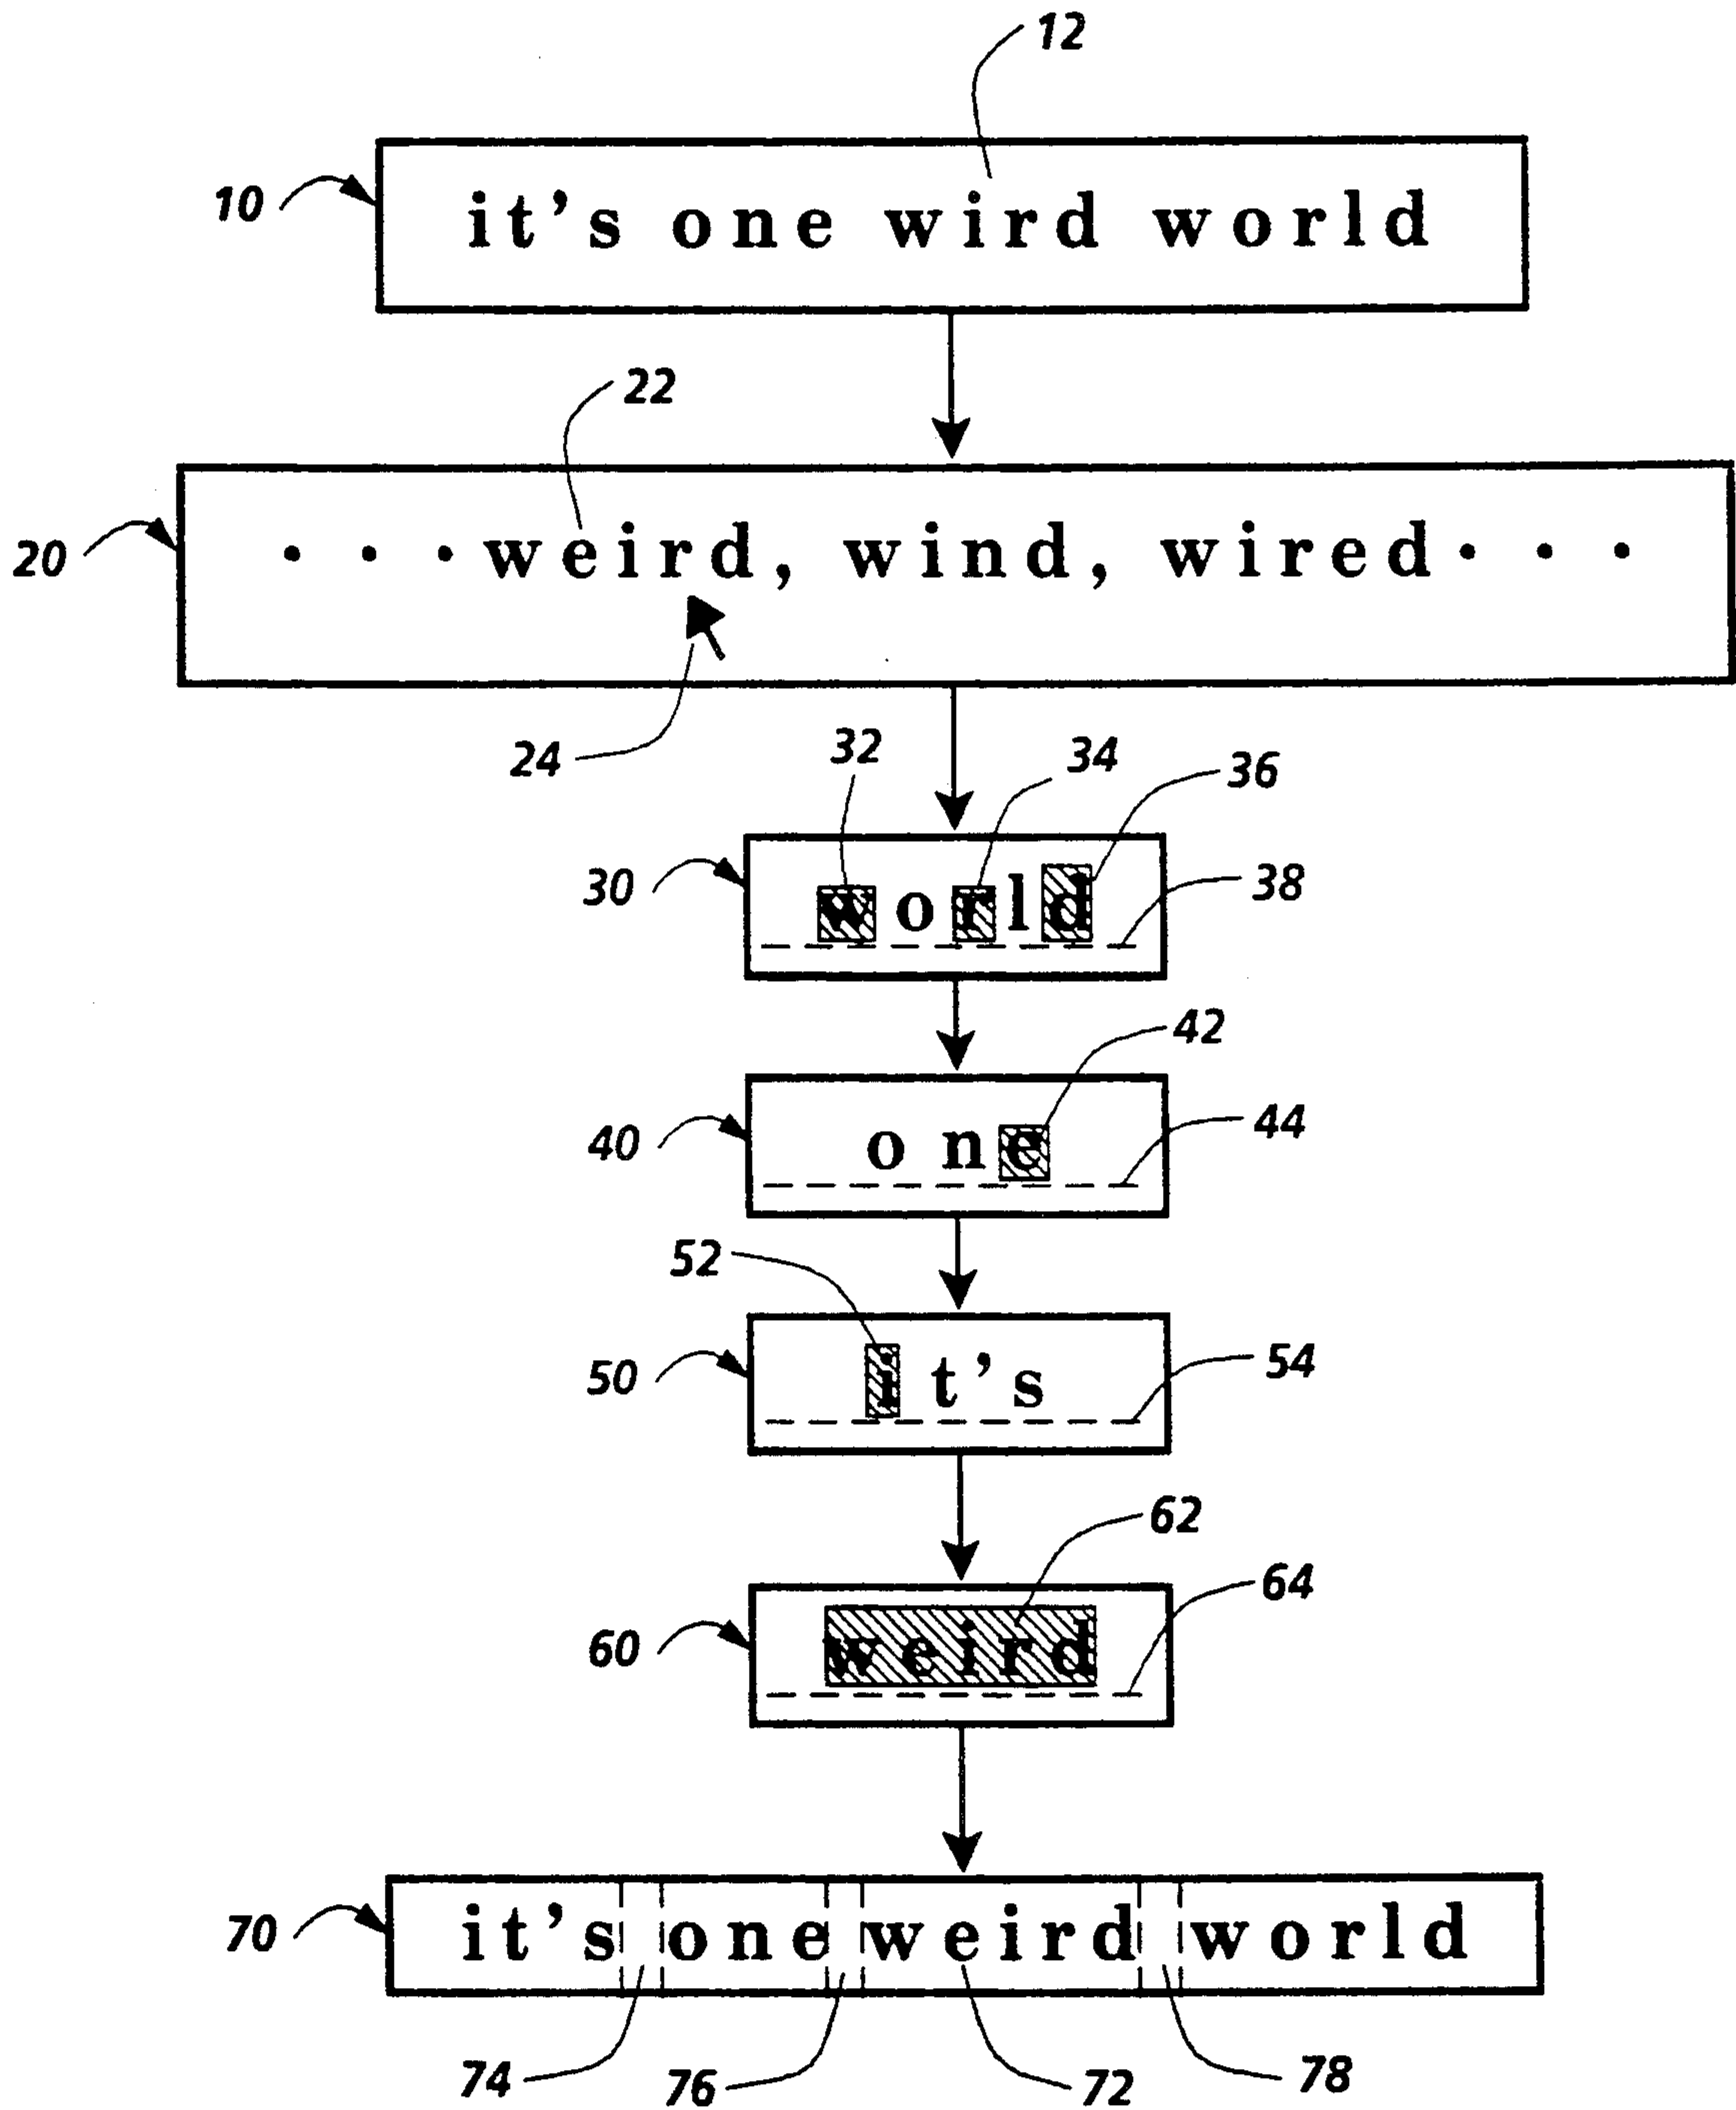 12
10 it’s one wird world
22
20 • • • weird, wind, wired • • •
24 32 34 36
30 world 38
42
40 one 44
52
50 it’s 54
62
60 weird 64
70 it’s one weird world
74 76 72 78